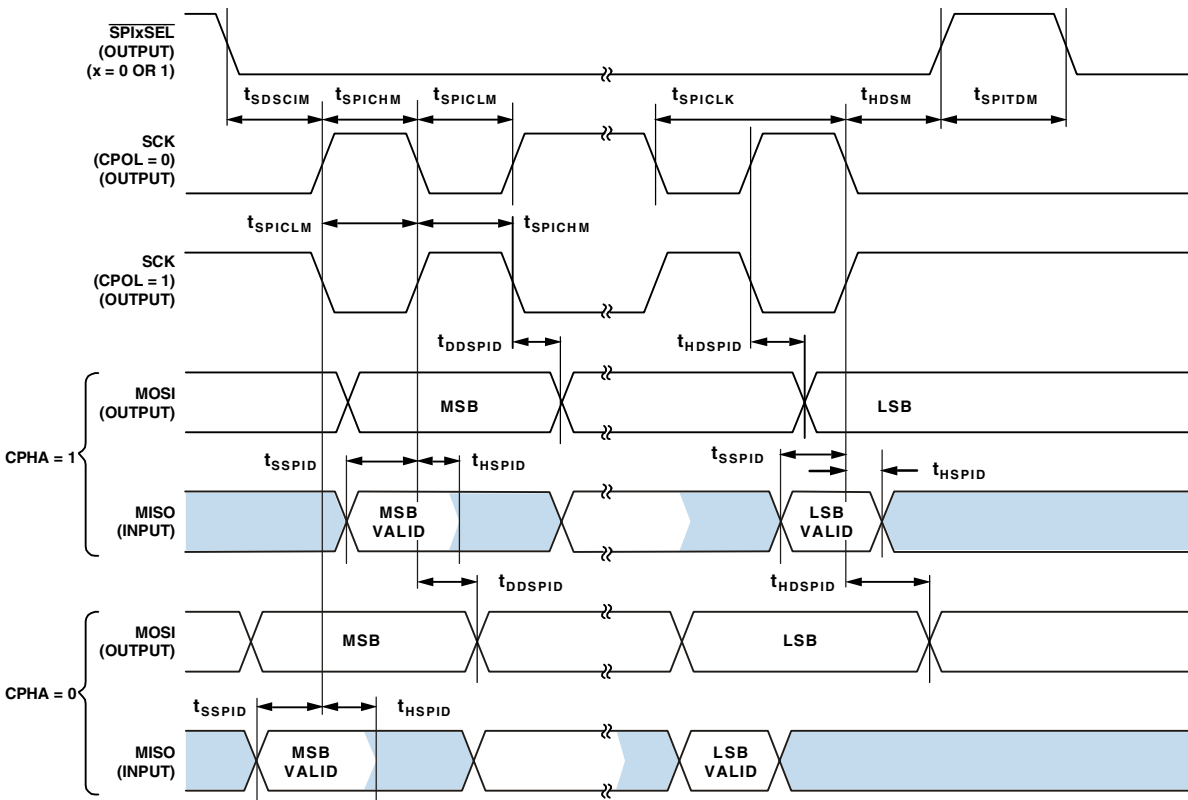 SPIxSEL
(OUTPUT)
(x = 0 OR 1)
tSDSCIM
tSPICHM
tSPICLM
tSPICLK
tHDSM
tSPITDM
SCK
(CPOL = 0)
(OUTPUT)
tSPICLM
tSPICHM
SCK
(CPOL = 1)
(OUTPUT)
tDDSPID
tHDSPID
CPHA = 1
MOSI
(OUTPUT)
MSB
LSB
tSSPID
tHSPID
tSSPID
tHSPID
MISO
(INPUT)
MSB
VALID
LSB
VALID
tDDSPID
tHDSPID
CPHA = 0
MOSI
(OUTPUT)
MSB
LSB
tSSPID
tHSPID
MISO
(INPUT)
MSB
VALID
LSB
VALID